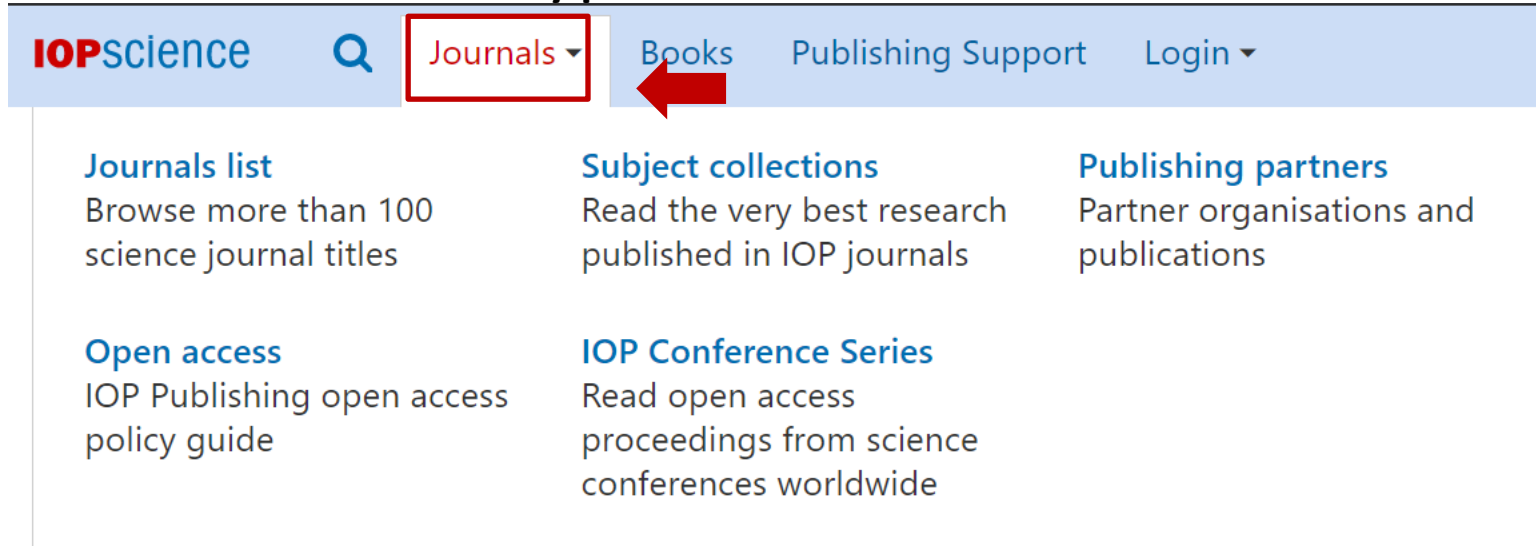 IOPscience Journals Books Publishing Support Login
Journals list
Browse more than 100
science journal titles
Subject collections
Read the very best research
published in IOP journals
Publishing partners
Partner organisations and
publications
Open access
IOP Publishing open access
policy guide
IOP Conference Series
Read open access
proceedings from science
conferences worldwide